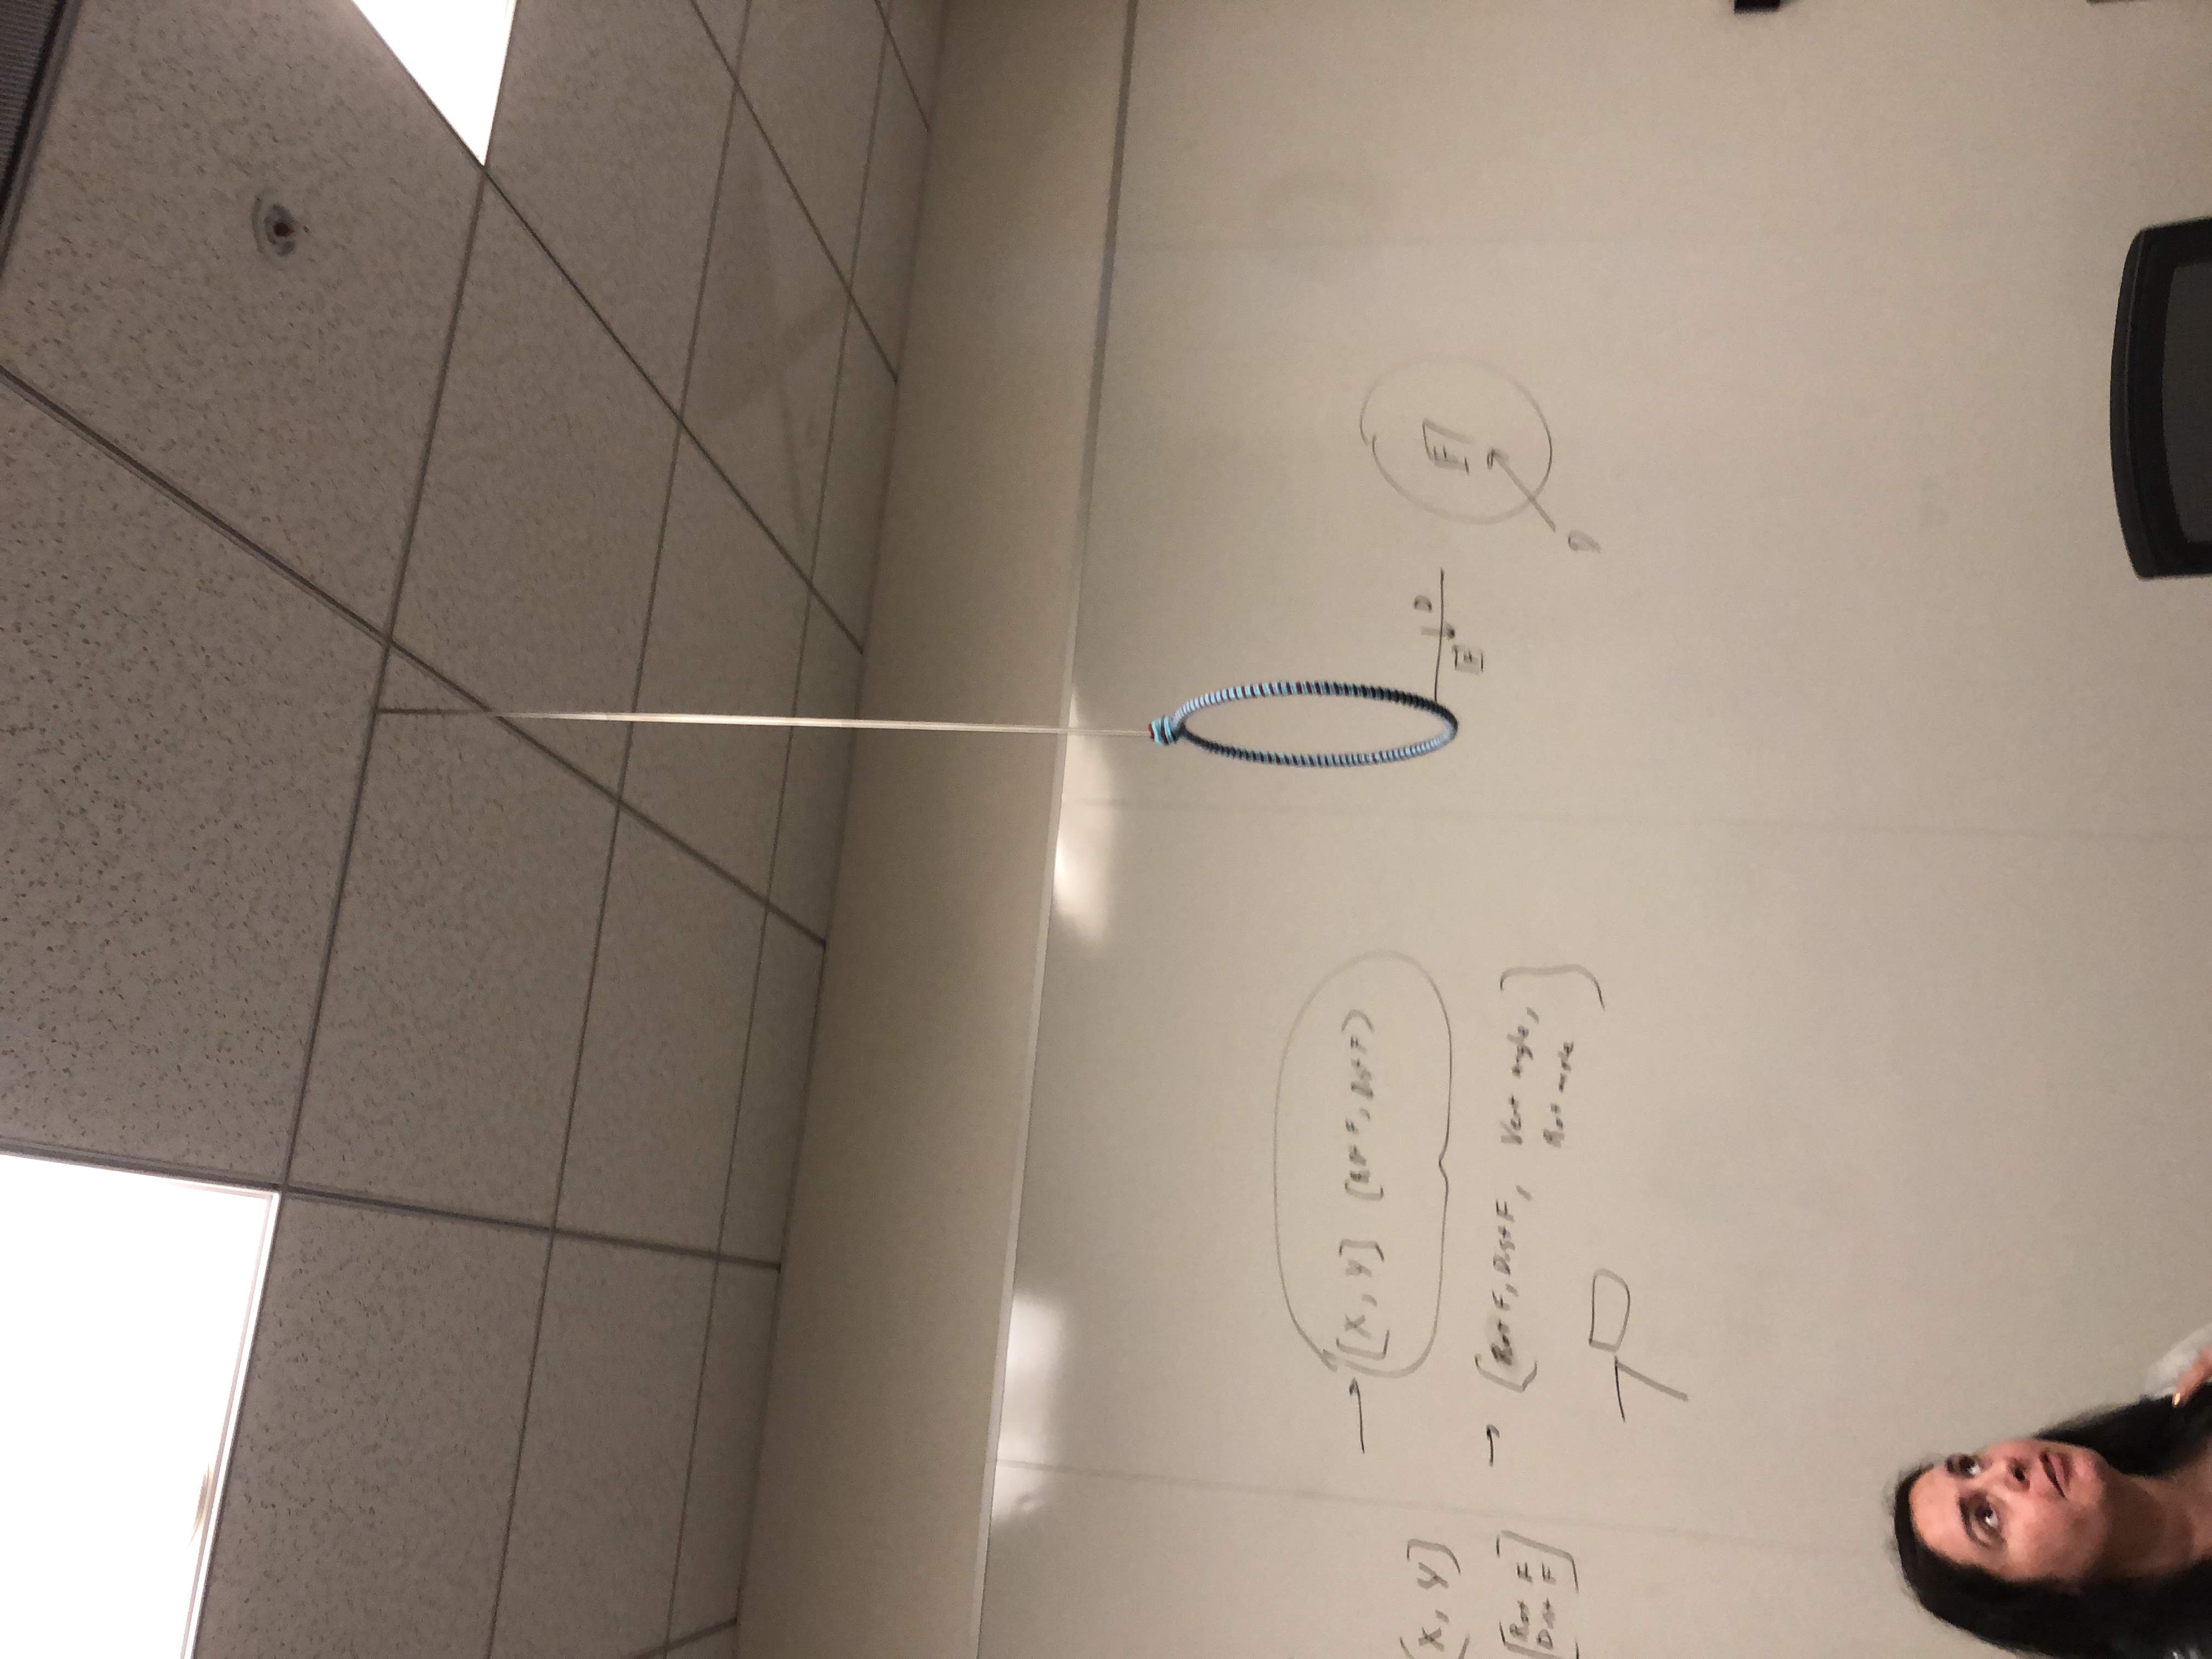 [X, Y] (Rot F, Dist F)
X, Y]
[Rot F
Dist F]
[Rot F, Dist F, Vert angle,
Rot angle]
D
F
F
D